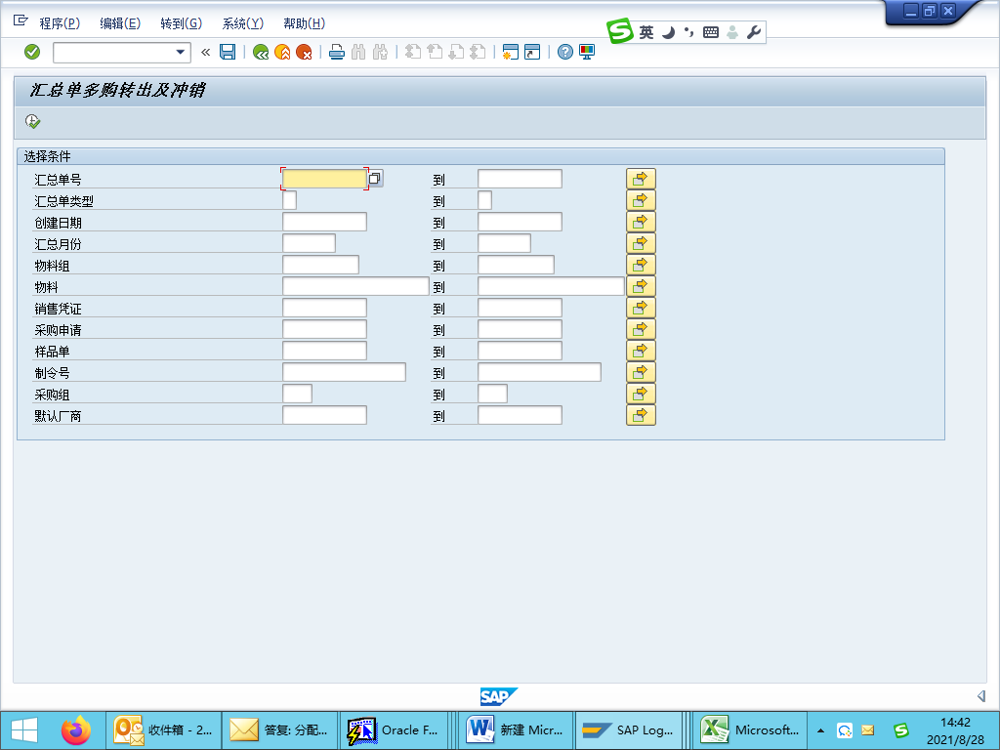 程序(P) 编辑(E) 转到(G) 系统(Y) 帮助(H)
英
汇总单多购转出及冲销
选择条件
汇总单号 到
汇总单类型 到
创建日期 到
汇总月份 到
物料组 到
物料 到
销售凭证 到
采购申请 到
样品单 到
制令号 到
采购组 到
默认厂商 到
SAP
收件箱 - 2... 答复: 分配... Oracle F... 新建 Micr... SAP Log... Microsoft...
14:42
2021/8/28